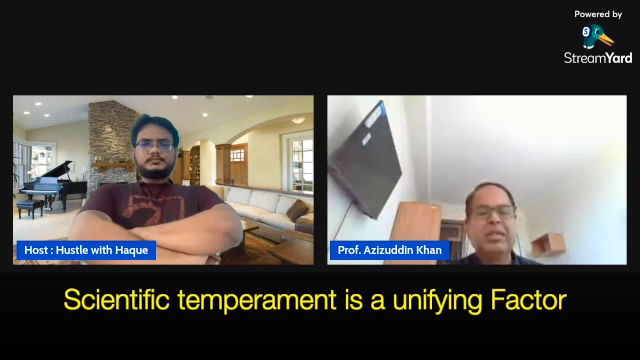 Powered by
StreamYard
Host : Hustle with Haque
Prof. Azizuddin Khan
Scientific temperament is a unifying Factor